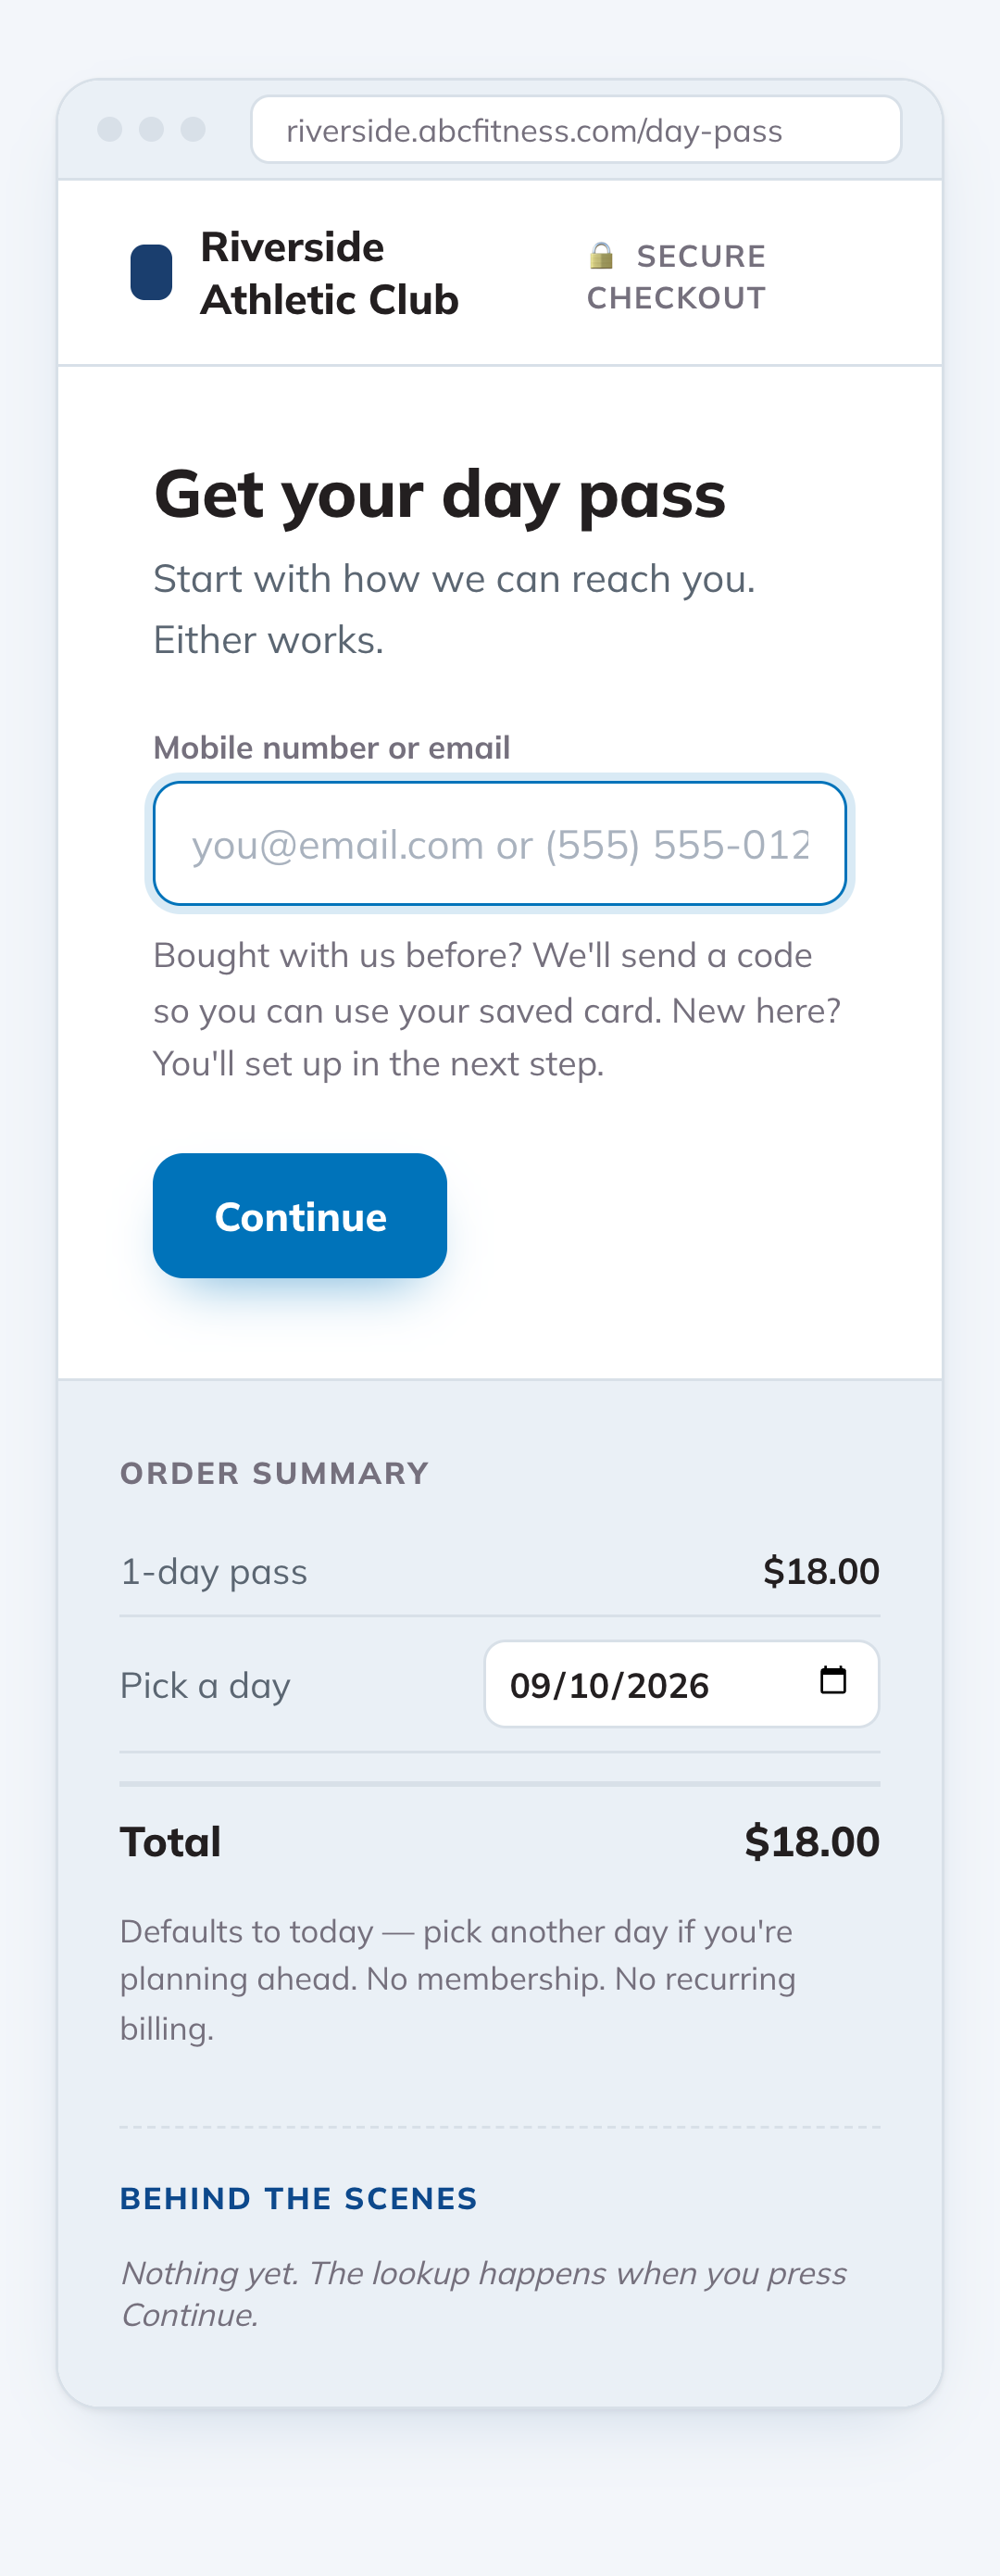 riverside.abcfitness.com/day-pass
Riverside
Athletic Club
🔒 SECURE
CHECKOUT
Get your day pass
Start with how we can reach you.
Either works.
Mobile number or email
you@email.com or (555) 555-012
Bought with us before? We'll send a code
so you can use your saved card. New here?
You'll set up in the next step.
Continue
ORDER SUMMARY
1-day pass $18.00
Pick a day 09/10/2026
Total $18.00
Defaults to today — pick another day if you're
planning ahead. No membership. No recurring
billing.
BEHIND THE SCENES
Nothing yet. The lookup happens when you press
Continue.